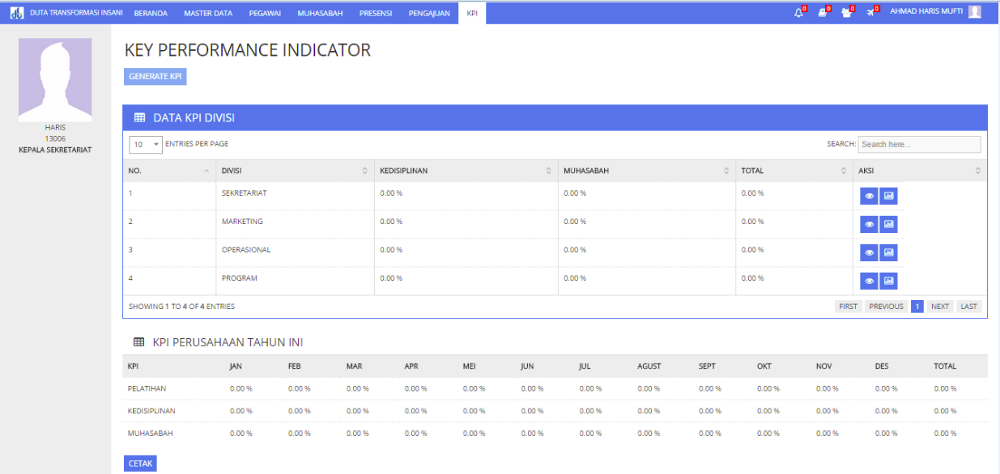 DUTA TRANSFORMASI INSANI BERANDA MASTER DATA PEGAWAI MUHASABAH PRESENSI PENGAJUAN KPI 0 0 0 0 AHMAD HARIS MUFTI
HARIS
13006
KEPALA SEKRETARIAT
KEY PERFORMANCE INDICATOR
GENERATE KPI
DATA KPI DIVISI
10 ENTRIES PER PAGE SEARCH: Search here...
NO. DIVISI KEDISIPLINAN MUHASABAH TOTAL AKSI
1 SEKRETARIAT 0.00 % 0.00 % 0.00 %
2 MARKETING 0.00 % 0.00 % 0.00 %
3 OPERASIONAL 0.00 % 0.00 % 0.00 %
4 PROGRAM 0.00 % 0.00 % 0.00 %
SHOWING 1 TO 4 OF 4 ENTRIES FIRST PREVIOUS 1 NEXT LAST
KPI PERUSAHAAN TAHUN INI
KPI JAN FEB MAR APR MEI JUN JUL AGUST SEPT OKT NOV DES TOTAL
PELATIHAN 0.00 % 0.00 % 0.00 % 0.00 % 0.00 % 0.00 % 0.00 % 0.00 % 0.00 % 0.00 % 0.00 % 0.00 % 0.00 %
KEDISIPLINAN 0.00 % 0.00 % 0.00 % 0.00 % 0.00 % 0.00 % 0.00 % 0.00 % 0.00 % 0.00 % 0.00 % 0.00 % 0.00 %
MUHASABAH 0.00 % 0.00 % 0.00 % 0.00 % 0.00 % 0.00 % 0.00 % 0.00 % 0.00 % 0.00 % 0.00 % 0.00 % 0.00 %
CETAK